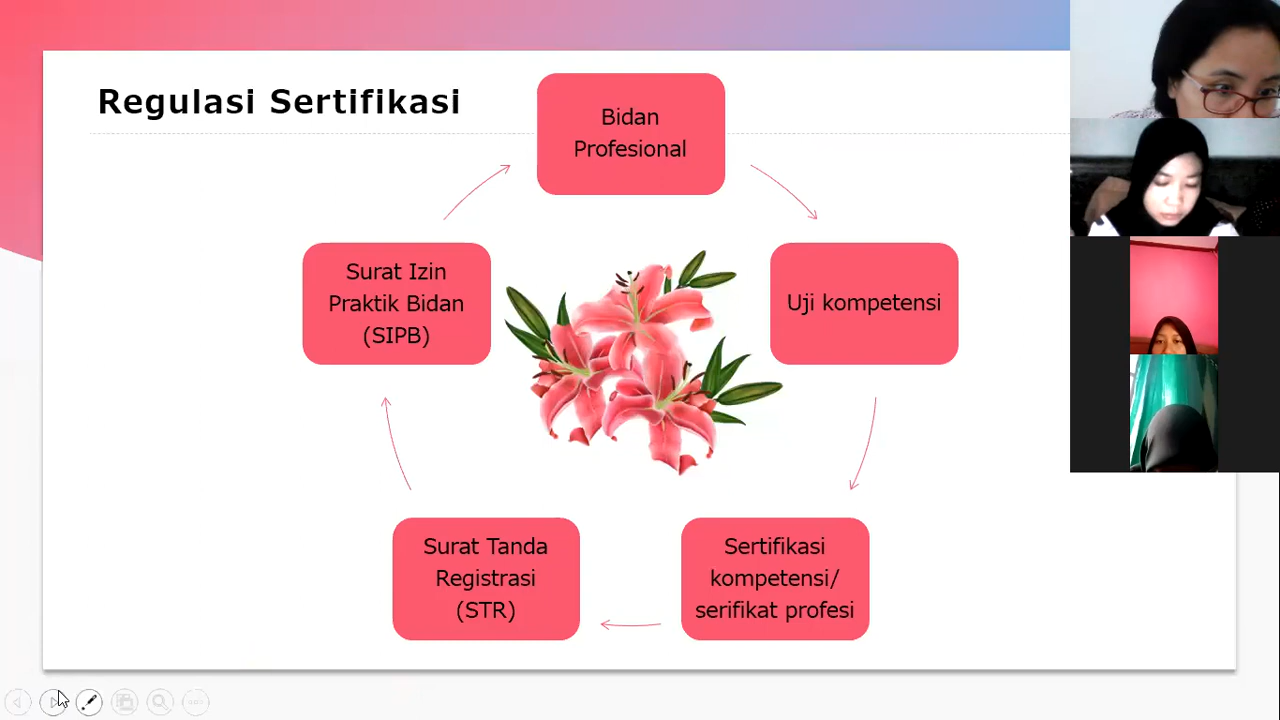 Regulasi Sertifikasi
Bidan
Profesional
Uji kompetensi
Sertifikasi
kompetensi/
serifikat profesi
Surat Tanda
Registrasi
(STR)
Surat Izin
Praktik Bidan
(SIPB)